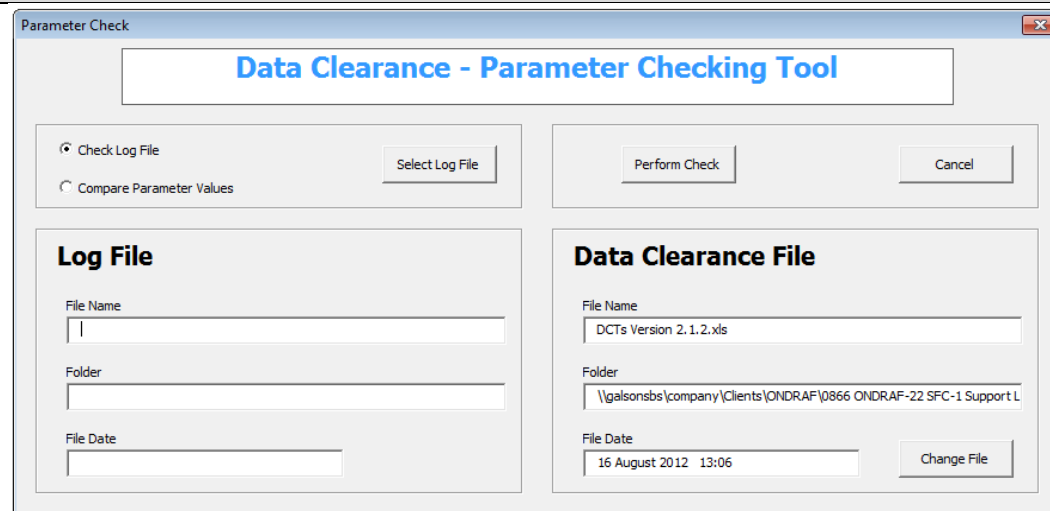 Parameter Check
Data Clearance - Parameter Checking Tool
Check Log File
Compare Parameter Values
Select Log File
Perform Check
Cancel
Log File
File Name
Folder
File Date
Data Clearance File
File Name
DCTs Version 2.1.2.xls
Folder
\\galsonsbs\company\Clients\ONDRAF\0866 ONDRAF-22 SFC-1 Support L
File Date
16 August 2012 13:06
Change File